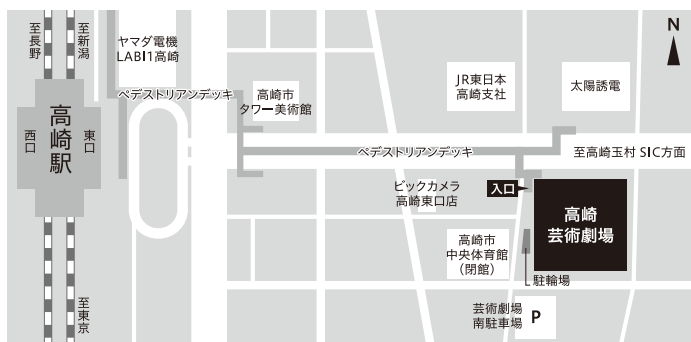 至長野
至新潟
ヤマダ電機
LABI1高崎
N
ペデストリアンデッキ
高崎市
タワー美術館
JR東日本
高崎支社
太陽誘電
高崎駅
西口
東口
ペデストリアンデッキ
至高崎玉村 SIC方面
ビックカメラ
高崎東口店
入口
高崎
芸術劇場
高崎市
中央体育館
（閉館）
駐輪場
至東京
芸術劇場
南駐車場
P